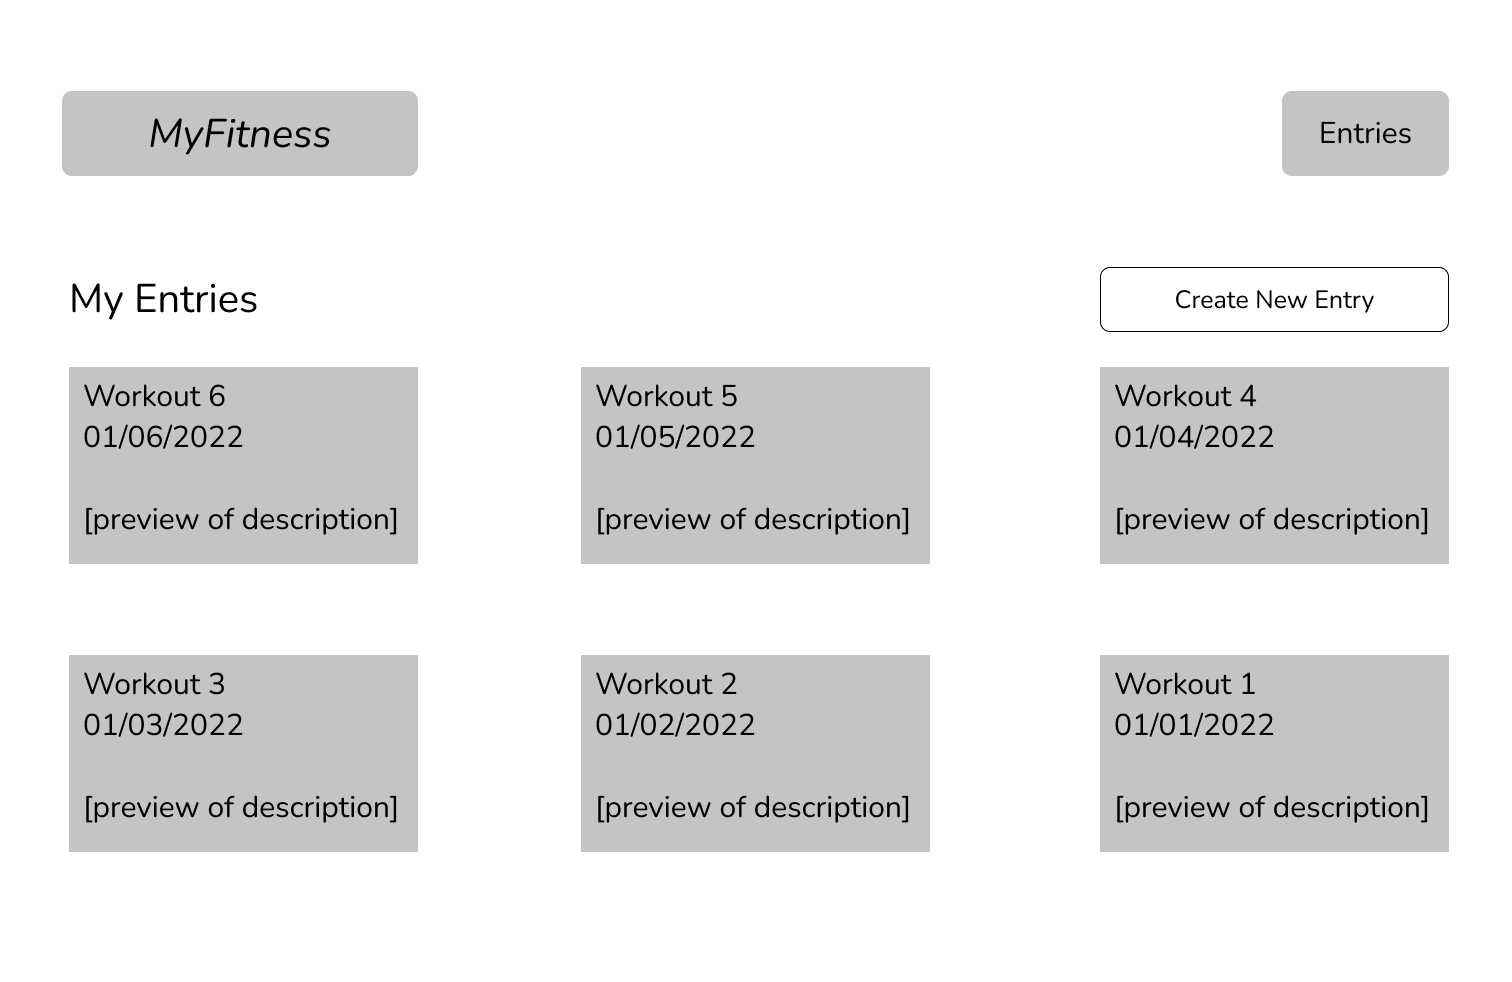 MyFitness
Entries
My Entries
Create New Entry
Workout 6
01/06/2022
[preview of description]
Workout 5
01/05/2022
[preview of description]
Workout 4
01/04/2022
[preview of description]
Workout 3
01/03/2022
[preview of description]
Workout 2
01/02/2022
[preview of description]
Workout 1
01/01/2022
[preview of description]